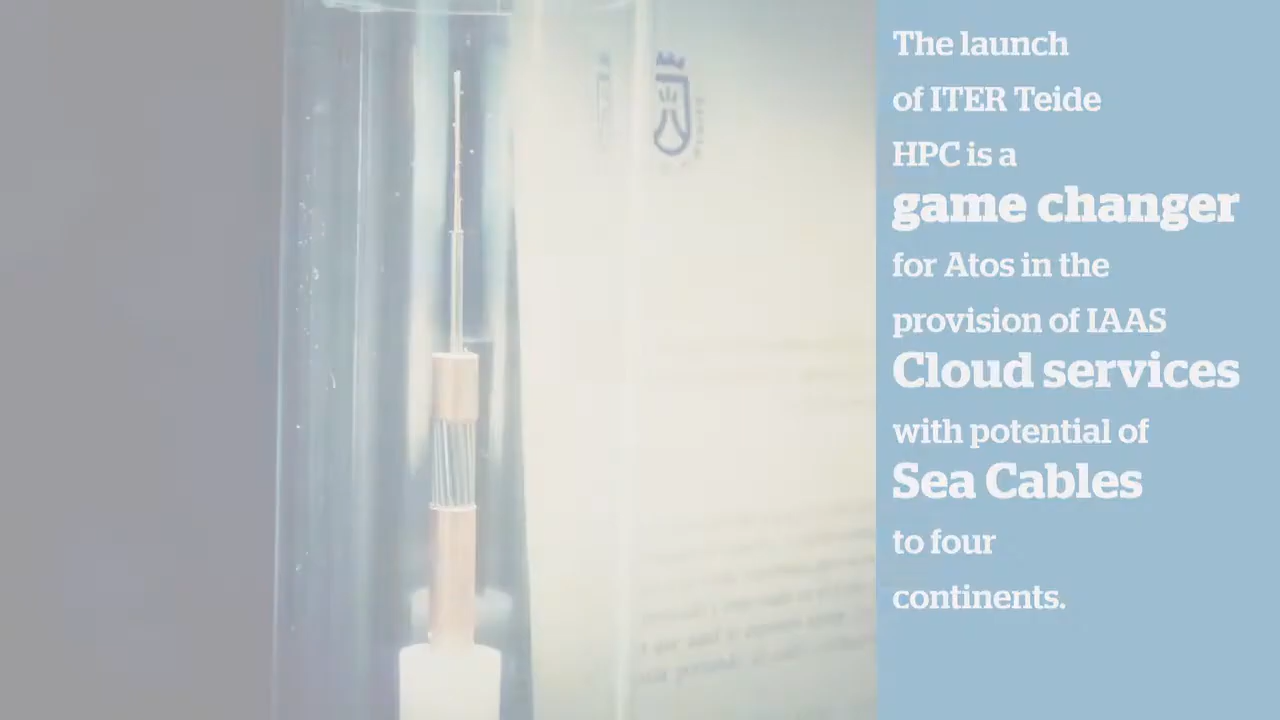 The launch
of ITER Teide
HPC is a
game changer
for Atos in the
provision of IAAS
Cloud services
with potential of
Sea Cables
to four
continents.